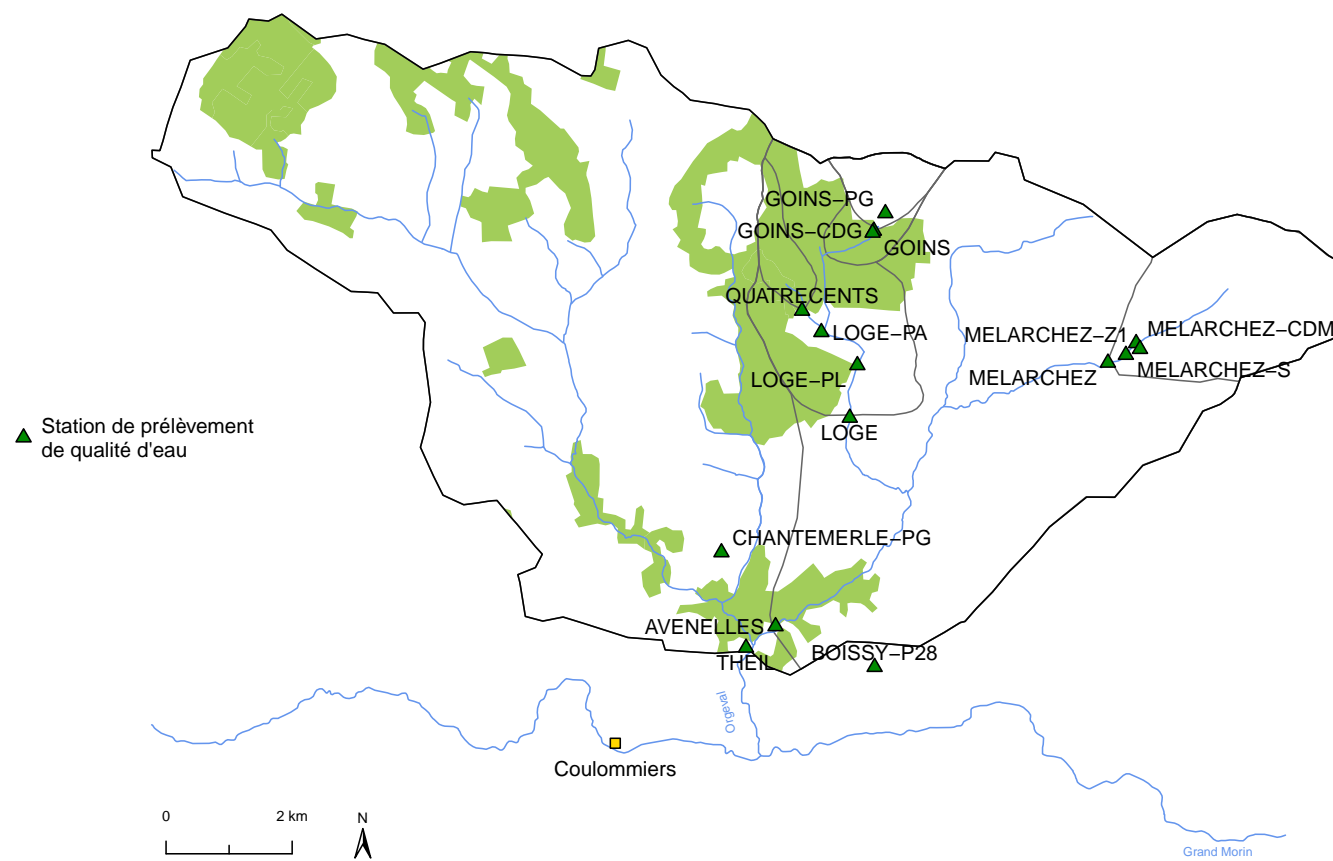 GOINS–PG
GOINS–CDG
GOINS
QUATRECENTS
LOGE–PA
MELARCHEZ–Z1
MELARCHEZ–CDM
MELARCHEZ
MELARCHEZ–S
LOGE–PL
LOGE
Station de prélèvement
de qualité d'eau
CHANTEMERLE–PG
AVENELLES
THEIL
BOISSY–P28
Orgeval
Coulommiers
0
2 km
N
Grand Morin